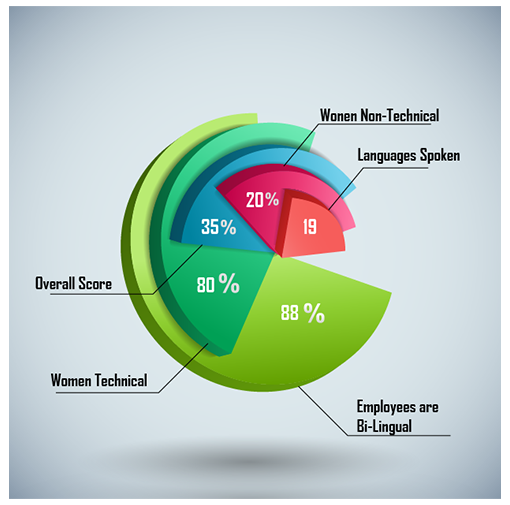 Wonen Non-Technical
Languages Spoken
20%
19
35%
Overall Score
80 %
88 %
Women Technical
Employees are
Bi-Lingual